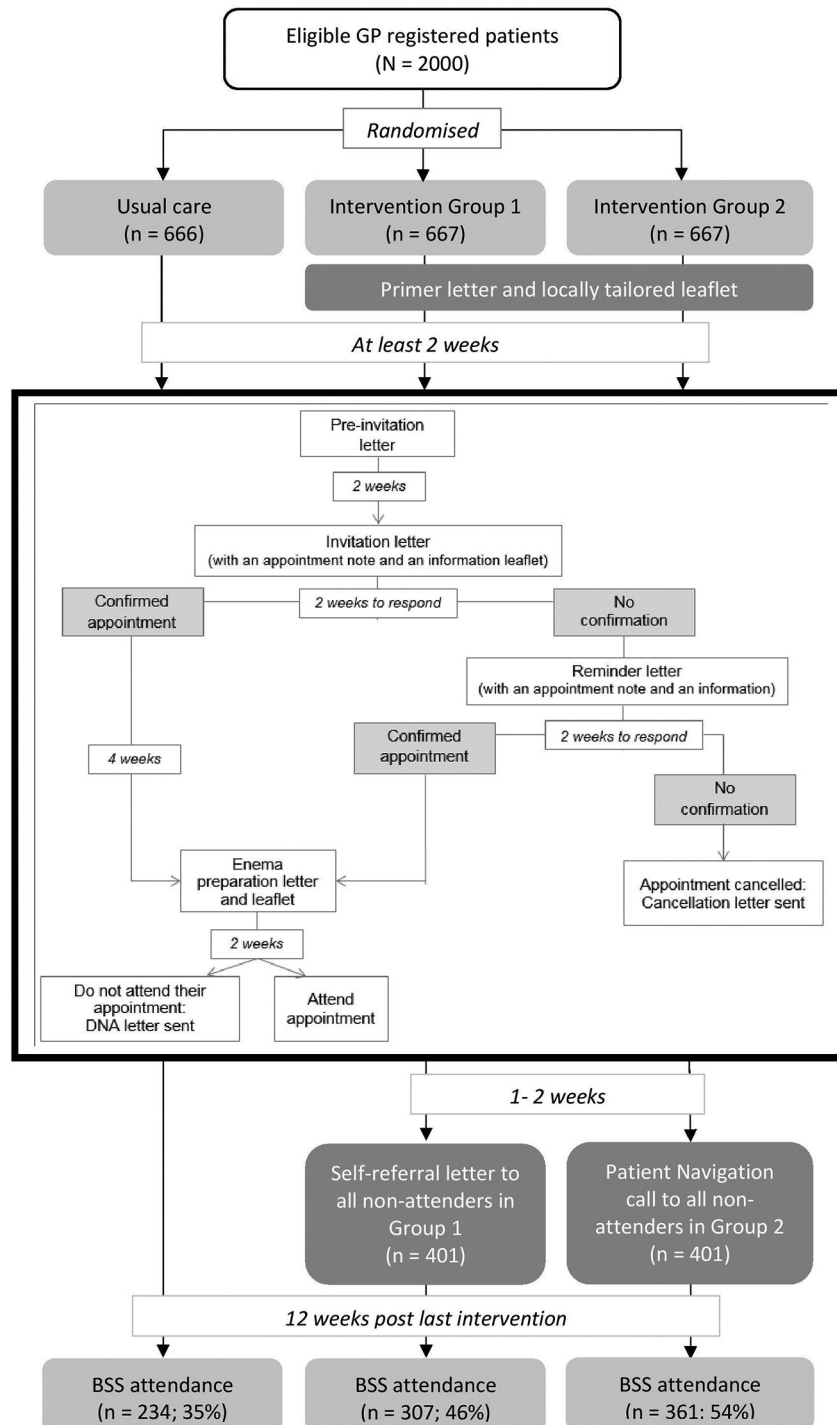 Eligible GP registered patients
(N = 2000)
Randomised
Usual care
(n = 666)
Intervention Group 1
(n = 667)
Intervention Group 2
(n = 667)
Primer letter and locally tailored leaflet
At least 2 weeks
Pre-invitation
letter
2 weeks
Invitation letter
(with an appointment note and an information leaflet)
Confirmed
appointment
2 weeks to respond
No
confirmation
Reminder letter
(with an appointment note and an information)
Confirmed
appointment
2 weeks to respond
4 weeks
No
confirmation
Enema
preparation letter
and leaflet
Appointment cancelled:
Cancellation letter sent
2 weeks
Do not attend their
appointment:
DNA letter sent
Attend
appointment
1- 2 weeks
Self-referral letter to
all non-attenders in
Group 1
(n = 401)
Patient Navigation
call to all non-
attenders in Group 2
(n = 401)
12 weeks post last intervention
BSS attendance
(n = 234; 35%)
BSS attendance
(n = 307; 46%)
BSS attendance
(n = 361: 54%)